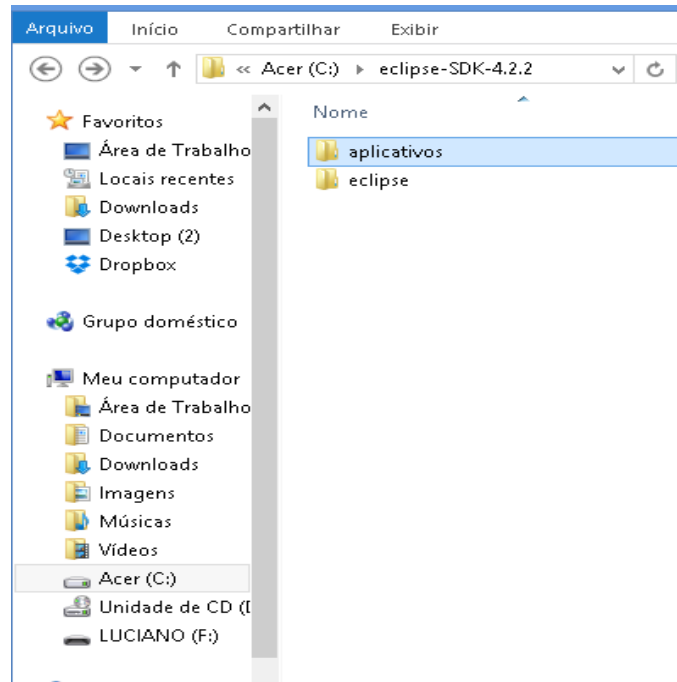 Arquivo Início Compartilhar Exibir
« Acer (C:) eclipse-SDK-4.2.2
Nome
aplicativos
eclipse
Favoritos
Área de Trabalho
Locais recentes
Downloads
Desktop (2)
Dropbox
Grupo doméstico
Meu computador
Área de Trabalho
Documentos
Downloads
Imagens
Músicas
Vídeos
Acer (C:)
Unidade de CD (
LUCIANO (F:)